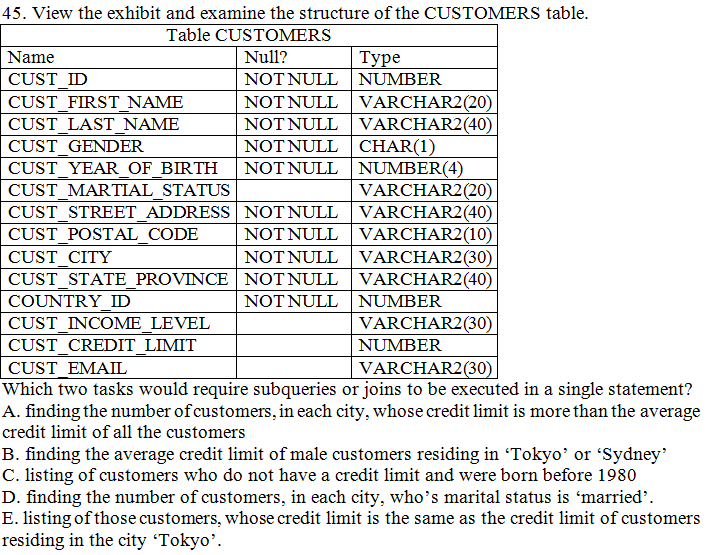 45. View the exhibit and examine the structure of the CUSTOMERS table.
Table CUSTOMERS
Name Null? Type
CUST_ID NOT NULL NUMBER
CUST_FIRST_NAME NOT NULL VARCHAR2(20)
CUST_LAST_NAME NOT NULL VARCHAR2(40)
CUST_GENDER NOT NULL CHAR(1)
CUST_YEAR_OF_BIRTH NOT NULL NUMBER(4)
CUST_MARTIAL_STATUS VARCHAR2(20)
CUST_STREET_ADDRESS NOT NULL VARCHAR2(40)
CUST_POSTAL_CODE NOT NULL VARCHAR2(10)
CUST_CITY NOT NULL VARCHAR2(30)
CUST_STATE_PROVINCE NOT NULL VARCHAR2(40)
COUNTRY_ID NOT NULL NUMBER
CUST_INCOME_LEVEL VARCHAR2(30)
CUST_CREDIT_LIMIT NUMBER
CUST_EMAIL VARCHAR2(30)
Which two tasks would require subqueries or joins to be executed in a single statement?
A. finding the number of customers, in each city, whose credit limit is more than the average
credit limit of all the customers
B. finding the average credit limit of male customers residing in ‘Tokyo’ or ‘Sydney’
C. listing of customers who do not have a credit limit and were born before 1980
D. finding the number of customers, in each city, who’s marital status is ‘married’.
E. listing of those customers, whose credit limit is the same as the credit limit of customers
residing in the city ‘Tokyo’.